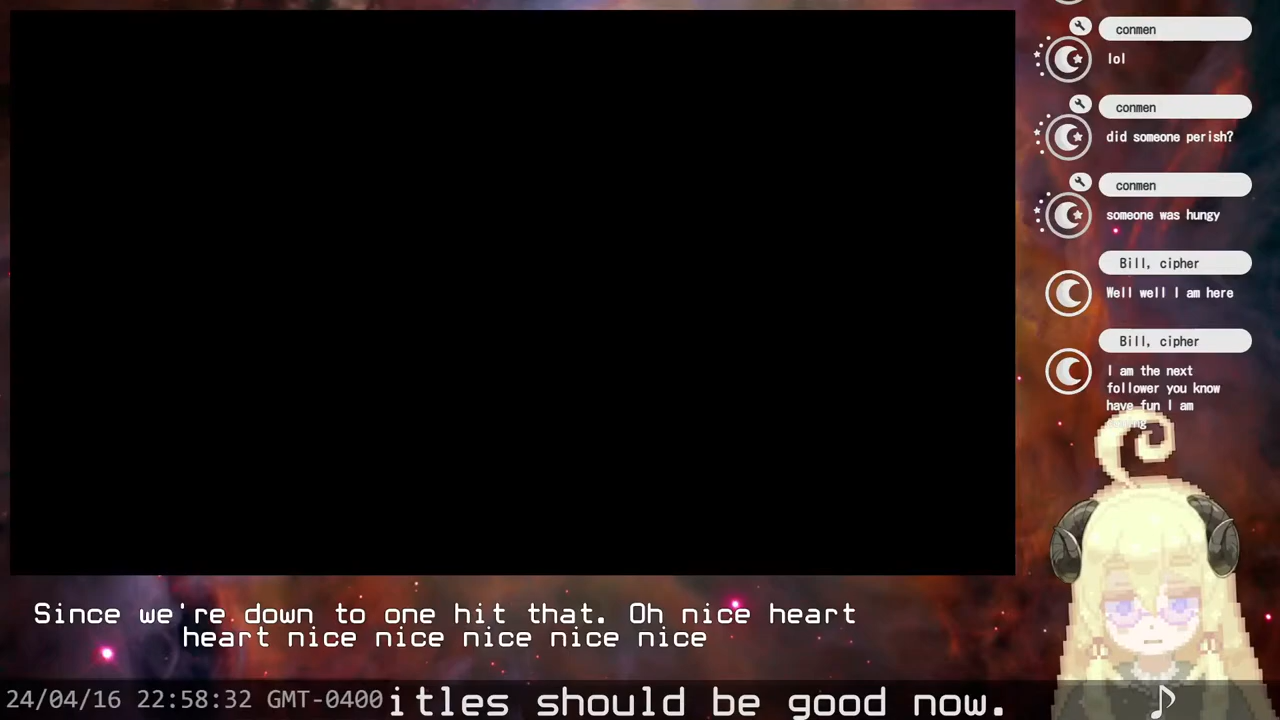 conmen
lol
conmen
did someone perish?
conmen
someone was hungy
Bill, cipher
Well well I am here
Bill, cipher
I am the next
follower you know
have fun I am
Since we're down to one hit that. Oh nice heart
heart nice nice nice nice nice
24/04/16 22:58:32 GMT-0400
itles should be good now.